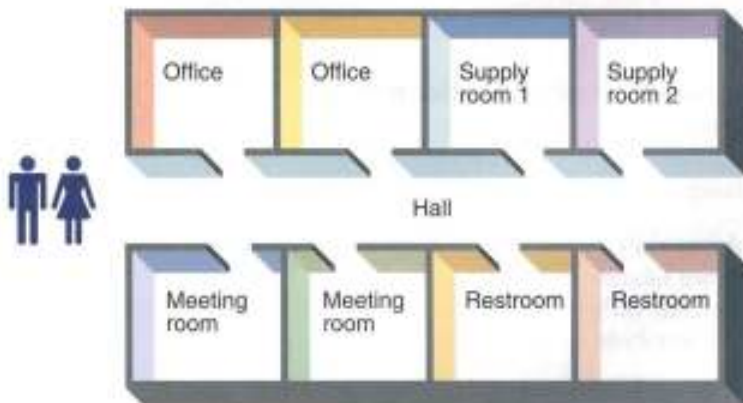 Office
Office
Supply
room 1
Supply
room 2
Hall
Meeting
room
Meeting
room
Restroom
Restroom